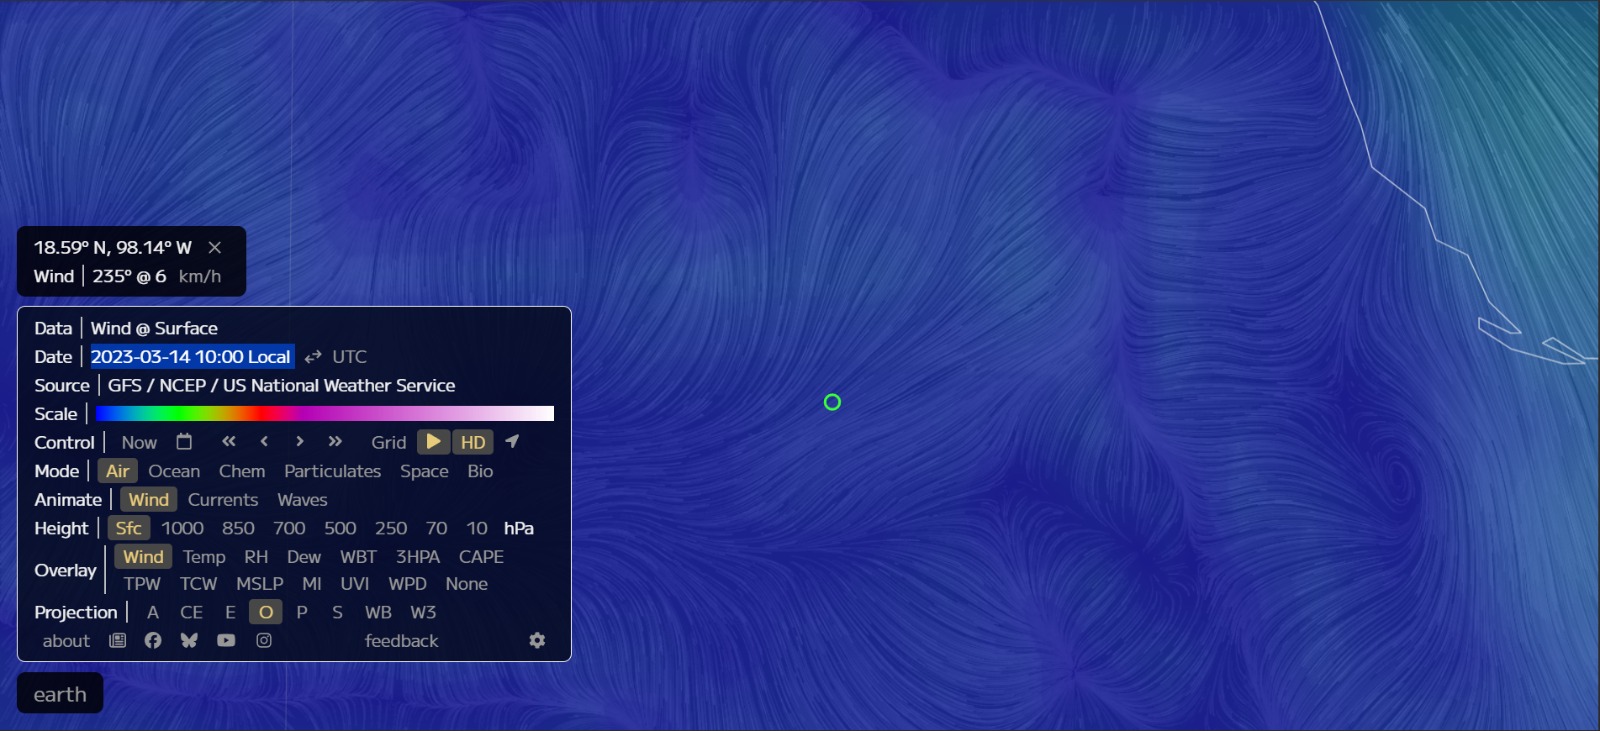 18.59° N, 98.14° W
Wind | 235° @ 6 km/h
Data | Wind @ Surface
Date | 2023-03-14 10:00 Local UTC
Source | GFS / NCEP / US National Weather Service
Scale |
Control | Now Grid HD
Mode | Air Ocean Chem Particulates Space Bio
Animate | Wind Currents Waves
Height | Sfc 1000 850 700 500 250 70 10 hPa
Overlay | Wind Temp RH Dew WBT 3HPA CAPE
TPW TCW MSLP MI UVI WPD None
Projection | A CE E O P S WB W3
about feedback
earth